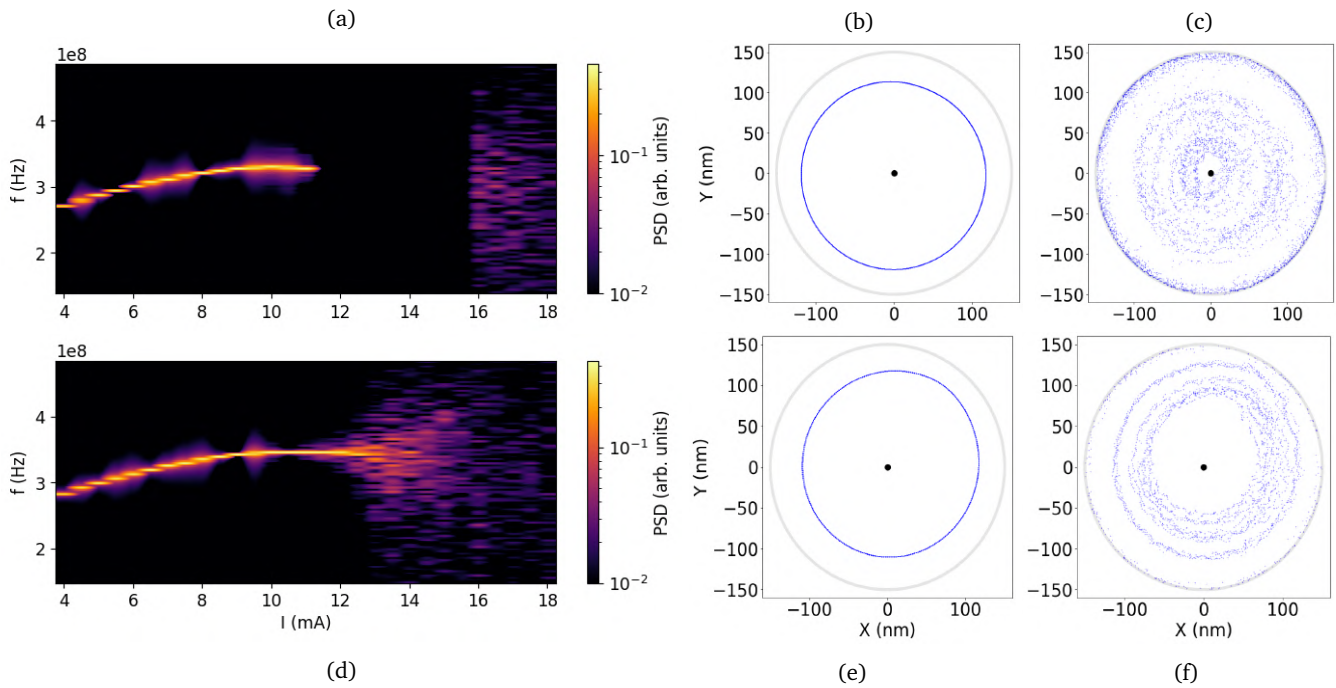 (a)
(b)
(c)
1e8
4
3
2
f (Hz)
4 6 8 10 12 14 16 18
10⁻¹
10⁻²
PSD (arb. units)
150
100
50
0
−50
−100
−150
Y (nm)
−100 0 100
150
100
50
0
−50
−100
−150
−100 0 100
1e8
4
3
2
f (Hz)
4 6 8 10 12 14 16 18
I (mA)
10⁻¹
10⁻²
PSD (arb. units)
150
100
50
0
−50
−100
−150
Y (nm)
−100 0 100
X (nm)
150
100
50
0
−50
−100
−150
−100 0 100
X (nm)
(d)
(e)
(f)